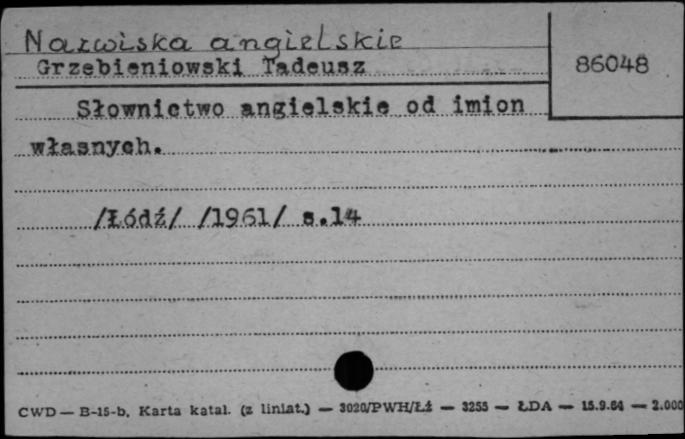 Nazwiska angielskie
Grzebieniowski Tadeusz
86048
Słownictwo angielskie od imion
własnych.
/Łódź/ /1961/ s.14
CWD — B-15-b. Karta katal. (z liniat.) — 3020/PWH/Łż — 3255 — ŁDA — 15.9.64 — 2.000